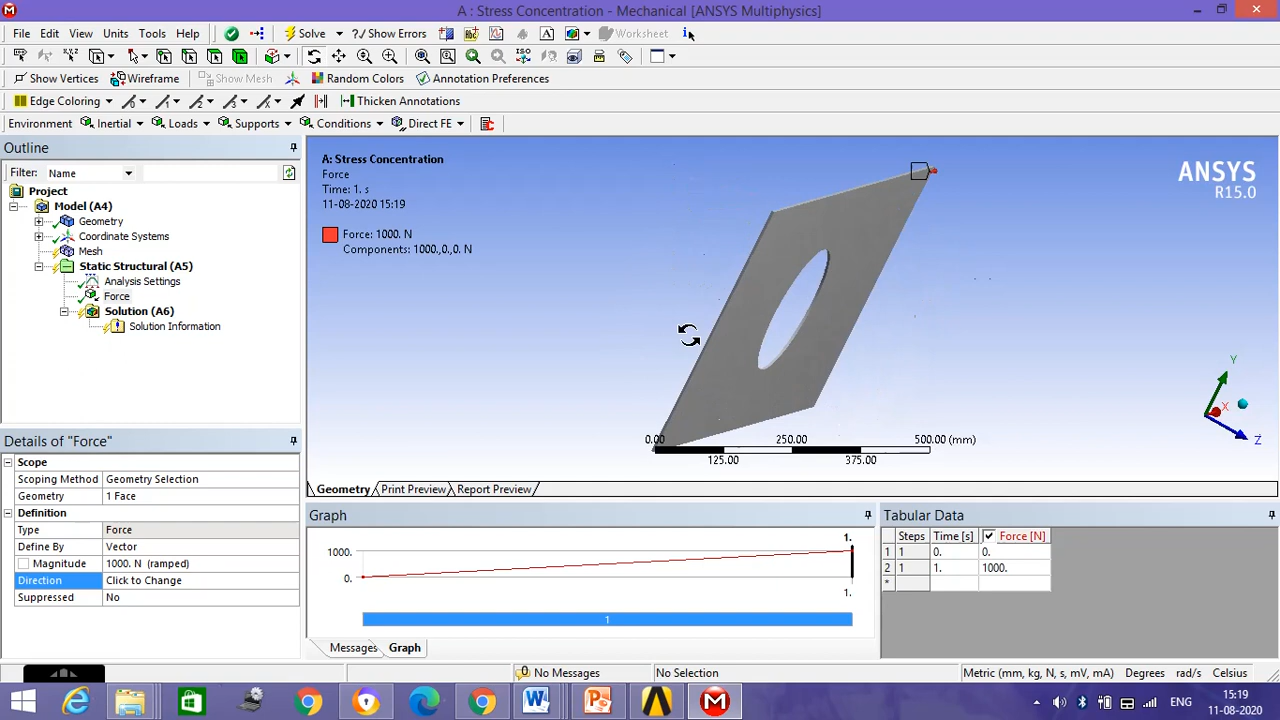 A : Stress Concentration - Mechanical [ANSYS Multiphysics]
File Edit View Units Tools Help Solve Show Errors Worksheet
Show Vertices Wireframe Show Mesh Random Colors Annotation Preferences
Edge Coloring Thicken Annotations
Environment Inertial Loads Supports Conditions Direct FE
Outline
Filter: Name
Project
Model (A4)
Geometry
Coordinate Systems
Mesh
Static Structural (A5)
Analysis Settings
Force
Solution (A6)
Solution Information
Details of "Force"
Scope
Scoping Method Geometry Selection
Geometry 1 Face
Definition
Type Force
Define By Vector
Magnitude 1000. N (ramped)
Direction Click to Change
Suppressed No
A: Stress Concentration
Force
Time: 1. s
11-08-2020 15:19
Force: 1000. N
Components: 1000.,0.,0. N
ANSYS
R15.0
Y
X
Z
0.00 250.00 500.00 (mm)
125.00 375.00
Geometry Print Preview Report Preview
Graph
1.
1000.
0.
1.
1
Messages Graph
Tabular Data
Steps Time [s] Force [N]
1 1 0. 0.
2 1 1. 1000.
*
0 No Messages No Selection Metric (mm, kg, N, s, mV, mA) Degrees rad/s Celsius
ENG 15:19
11-08-2020